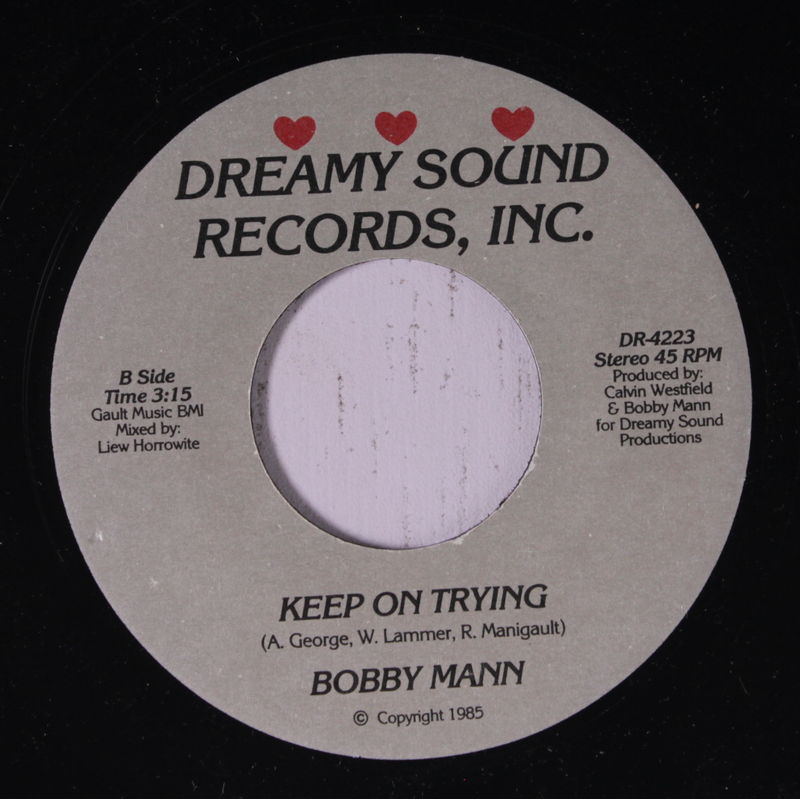 DREAMY SOUND
RECORDS, INC.
B Side
Time 3:15
Gault Music BMI
Mixed by:
Liew Horrowite
DR-4223
Stereo 45 RPM
Produced by:
Calvin Westfield
& Bobby Mann
for Dreamy Sound
Productions
KEEP ON TRYING
(A. George, W. Lammer, R. Manigault)
BOBBY MANN
© Copyright 1985